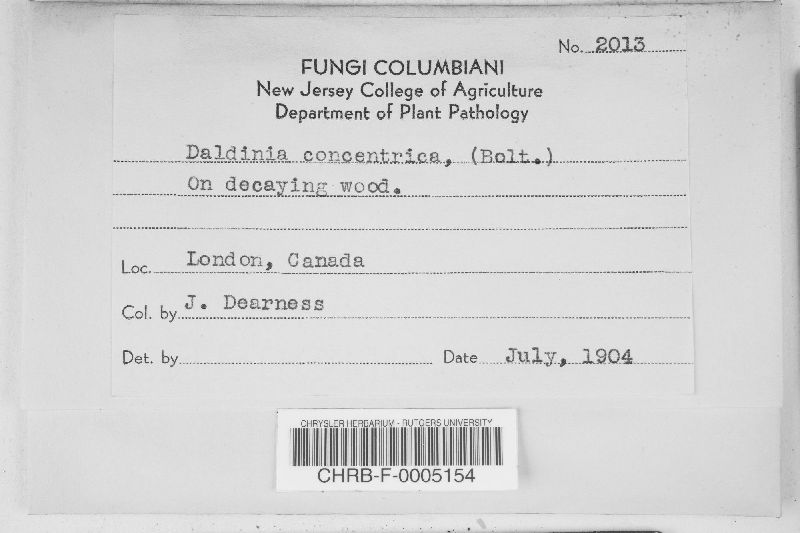 No. 2013
FUNGI COLUMBIANI
New Jersey College of Agriculture
Department of Plant Pathology
Daldinia concentrica, (Bolt.)
On decaying wood.
Loc. London, Canada
Col. by J. Dearness
Det. by Date July, 1904
CHRYSLER HERBARIUM - RUTGERS UNIVERSITY
CHRB-F-0005154